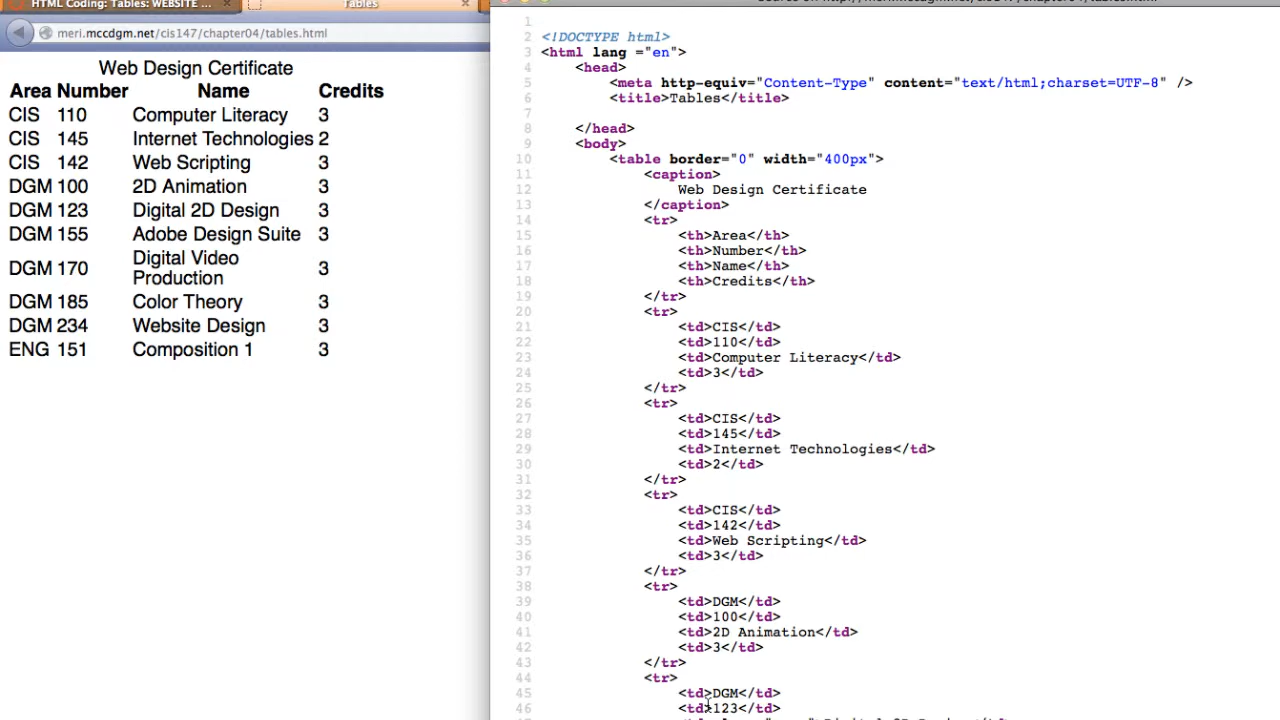 HTML Coding: Tables: WEBSITE ...
Tables
meri.mccdgm.net/cis147/chapter04/tables.html
Web Design Certificate
Area Number Name Credits
CIS 110 Computer Literacy 3
CIS 145 Internet Technologies 2
CIS 142 Web Scripting 3
DGM 100 2D Animation 3
DGM 123 Digital 2D Design 3
DGM 155 Adobe Design Suite 3
DGM 170 Digital Video
Production 3
DGM 185 Color Theory 3
DGM 234 Website Design 3
ENG 151 Composition 1 3
1
2 <!DOCTYPE html>
3 <html lang ="en">
4 <head>
5 <meta http-equiv="Content-Type" content="text/html;charset=UTF-8" />
6 <title>Tables</title>
7
8 </head>
9 <body>
10 <table border="0" width="400px">
11 <caption>
12 Web Design Certificate
13 </caption>
14 <tr>
15 <th>Area</th>
16 <th>Number</th>
17 <th>Name</th>
18 <th>Credits</th>
19 </tr>
20 <tr>
21 <td>CIS</td>
22 <td>110</td>
23 <td>Computer Literacy</td>
24 <td>3</td>
25 </tr>
26 <tr>
27 <td>CIS</td>
28 <td>145</td>
29 <td>Internet Technologies</td>
30 <td>2</td>
31 </tr>
32 <tr>
33 <td>CIS</td>
34 <td>142</td>
35 <td>Web Scripting</td>
36 <td>3</td>
37 </tr>
38 <tr>
39 <td>DGM</td>
40 <td>100</td>
41 <td>2D Animation</td>
42 <td>3</td>
43 </tr>
44 <tr>
45 <td>DGM</td>
46 <td>123</td>